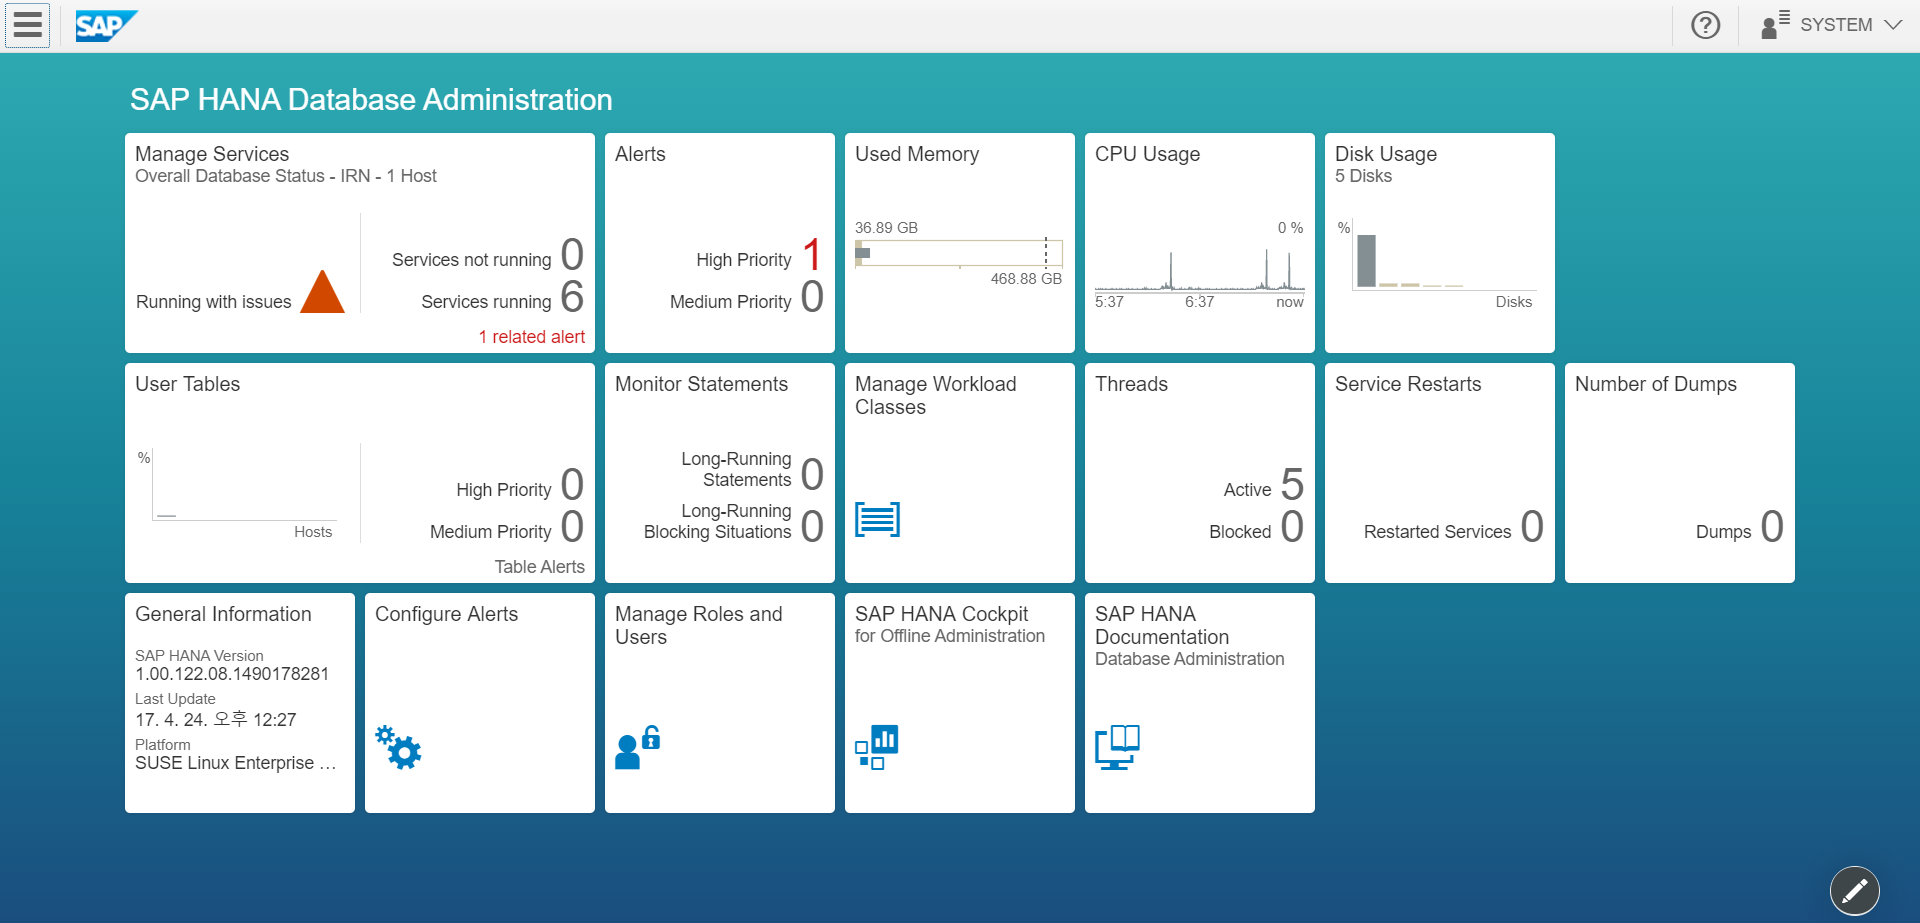 SAP
SYSTEM
SAP HANA Database Administration
Manage Services
Overall Database Status - IRN - 1 Host
Running with issues
Services not running 0
Services running 6
1 related alert
Alerts
High Priority 1
Medium Priority 0
Used Memory
36.89 GB
468.88 GB
CPU Usage
0 %
5:37 6:37 now
Disk Usage
5 Disks
%
Disks
User Tables
%
Hosts
High Priority 0
Medium Priority 0
Table Alerts
Monitor Statements
Long-Running
Statements 0
Long-Running
Blocking Situations 0
Manage Workload
Classes
Threads
Active 5
Blocked 0
Service Restarts
Restarted Services 0
Number of Dumps
Dumps 0
General Information
SAP HANA Version
1.00.122.08.1490178281
Last Update
17. 4. 24. 오후 12:27
Platform
SUSE Linux Enterprise ...
Configure Alerts
Manage Roles and
Users
SAP HANA Cockpit
for Offline Administration
SAP HANA
Documentation
Database Administration